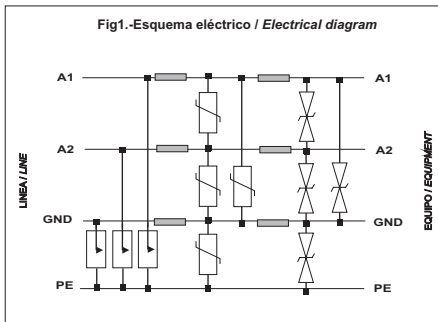 Fig1.-Esquema eléctrico / Electrical diagram
A1 A1
A2 A2
GND GND
PE PE
LINEA / LINE
EQUIPO / EQUIPMENT